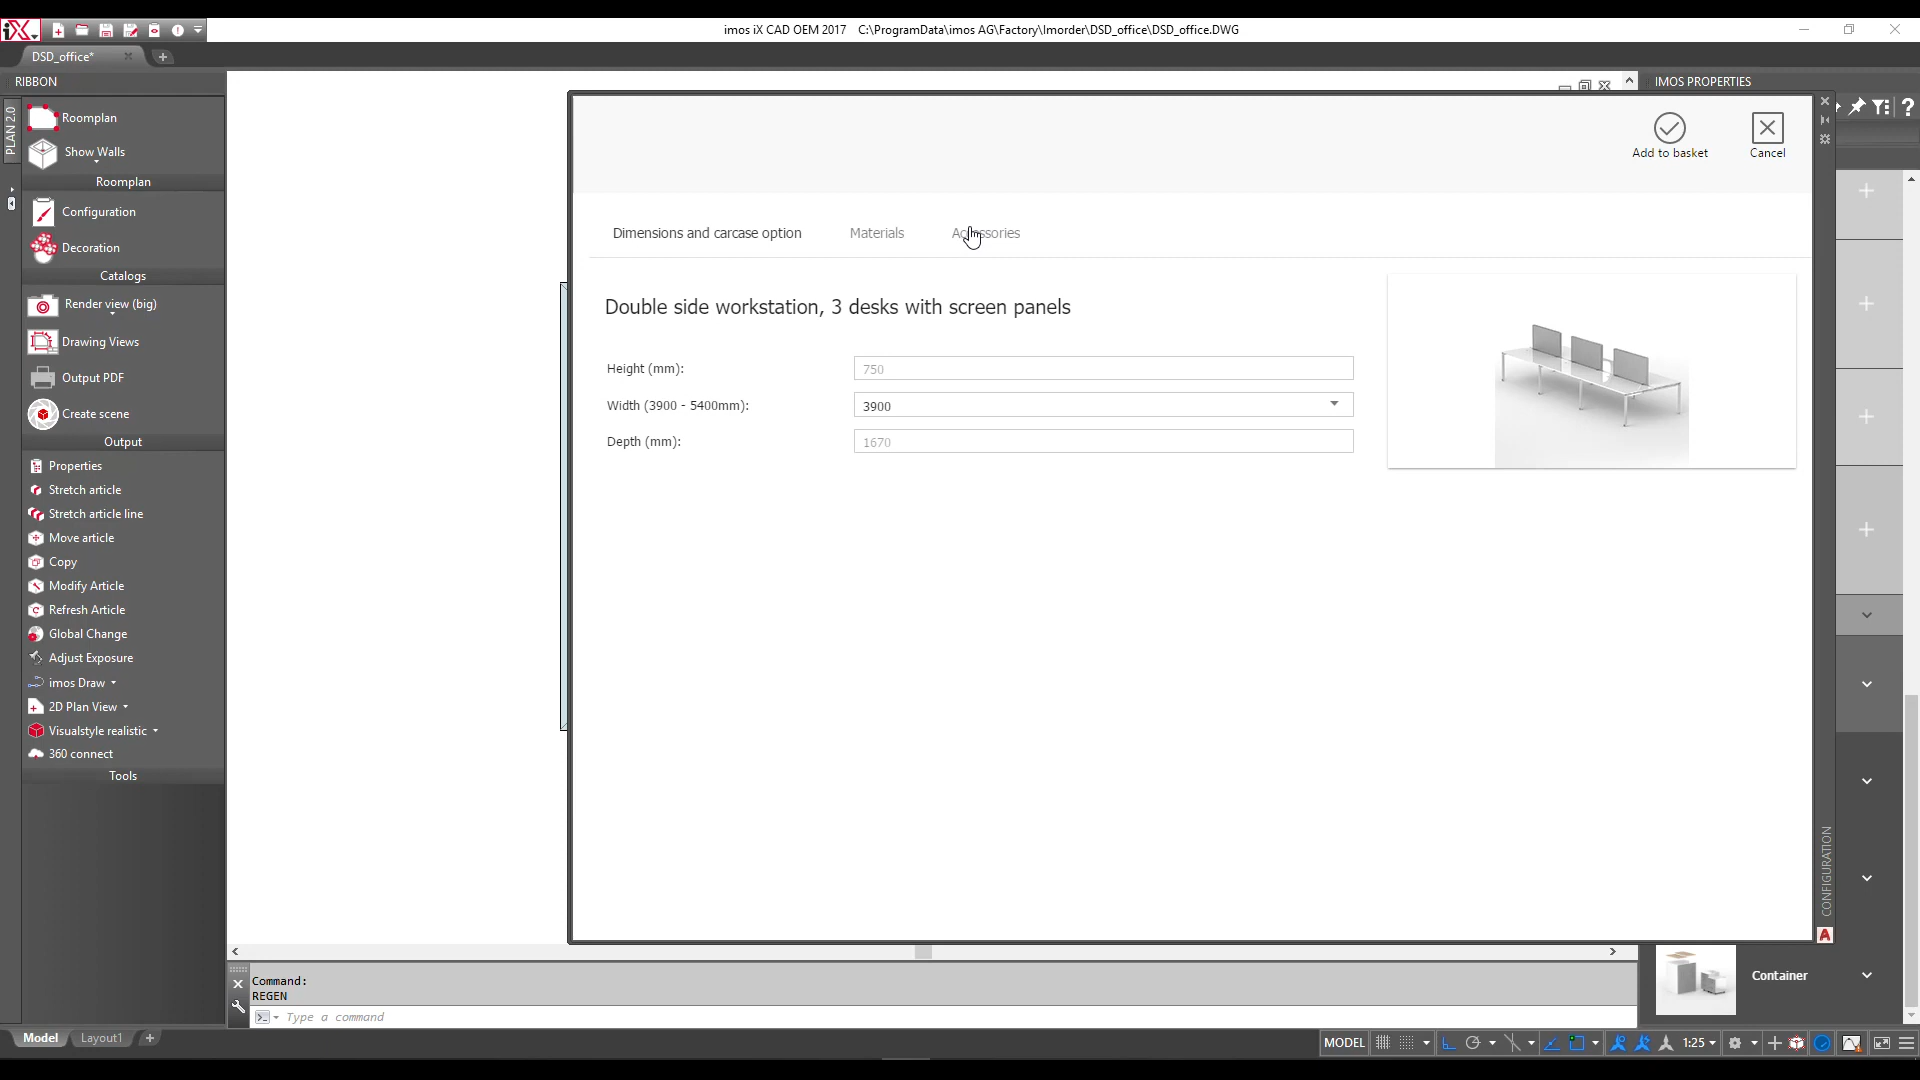 iX
imos iX CAD OEM 2017 C:\ProgramData\imos AG\Factory\Imorder\DSD_office\DSD_office.DWG
DSD_office*
RIBBON
IMOS PROPERTIES
PLAN 2.0
Roomplan
Show Walls
Roomplan
Configuration
Decoration
Catalogs
Render view (big)
Drawing Views
Output PDF
Create scene
Output
Properties
Stretch article
Stretch article line
Move article
Copy
Modify Article
Refresh Article
Global Change
Adjust Exposure
imos Draw
2D Plan View
Visualstyle realistic
360 connect
Tools
Add to basket
Cancel
Dimensions and carcase option
Materials
Accessories
Double side workstation, 3 desks with screen panels
Height (mm):
750
Width (3900 - 5400mm):
3900
Depth (mm):
1670
CONFIGURATION
Container
Command:
REGEN
Type a command
Model
Layout1
MODEL
1:25